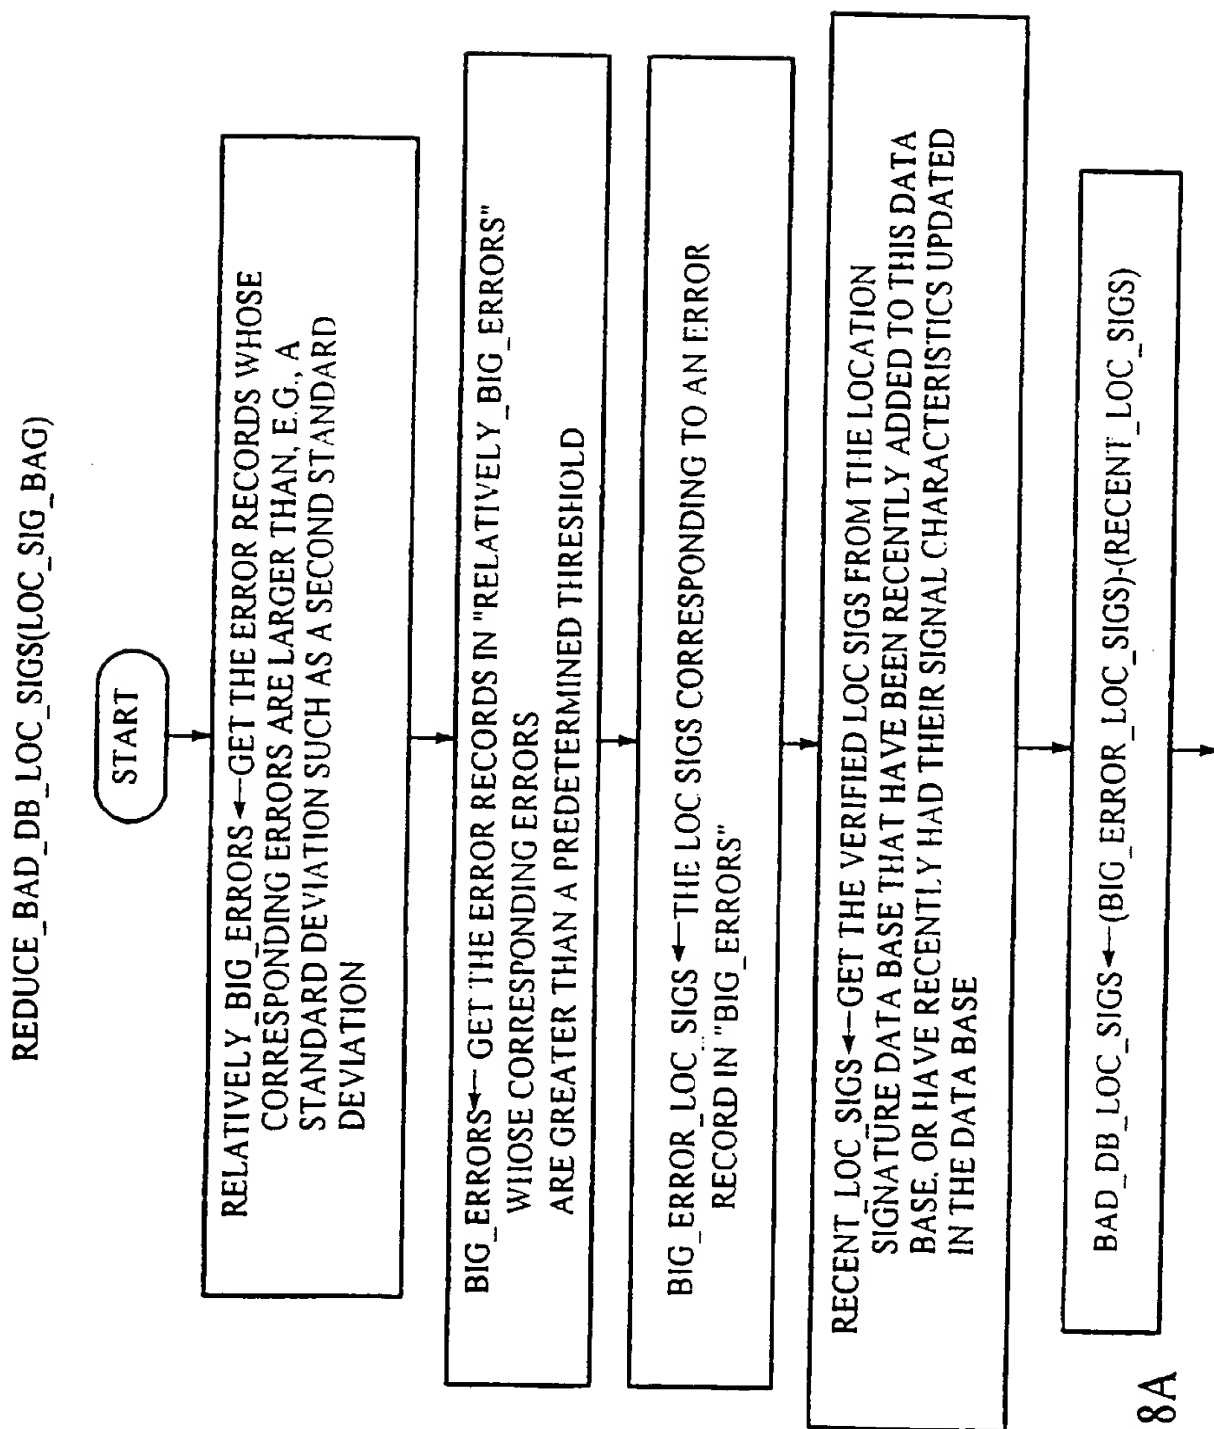 REDUCE_BAD_DB_LOC_SIGS(LOC_SIG_BAG)
START
RELATIVELY_BIG_ERRORS←GET THE ERROR RECORDS WHOSE
CORRESPONDING ERRORS ARE LARGER THAN, E.G., A
STANDARD DEVIATION SUCH AS A SECOND STANDARD
DEVIATION
BIG_ERRORS← GET THE ERROR RECORDS IN "RELATIVELY_BIG_ERRORS"
WHOSE CORRESPONDING ERRORS
ARE GREATER THAN A PREDETERMINED THRESHOLD
BIG_ERROR_LOC_SIGS←THE LOC SIGS CORRESPONDING TO AN ERROR
RECORD IN "BIG_ERRORS"
RECENT_LOC_SIGS←GET THE VERIFIED LOC SIGS FROM THE LOCATION
SIGNATURE DATA BASE THAT HAVE BEEN RECENTLY ADDED TO THIS DATA
BASE, OR HAVE RECENTLY HAD THEIR SIGNAL CHARACTERISTICS UPDATED
IN THE DATA BASE
BAD_DB_LOC_SIGS←(BIG_ERROR_LOC_SIGS)-(RECENT_LOC_SIGS)
8A